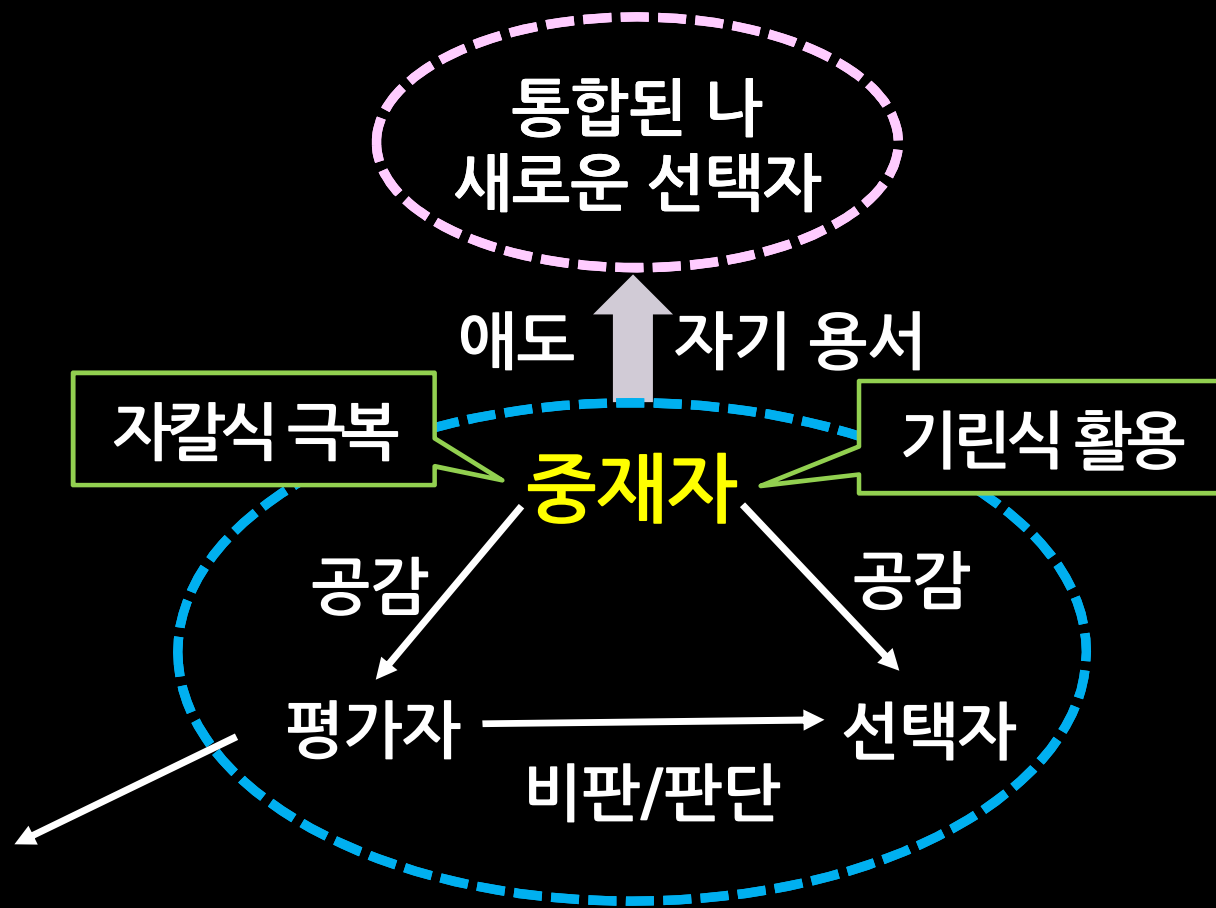 통합된 나
새로운 선택자
애도
자기 용서
자칼식 극복
기린식 활용
중재자
공감
공감
평가자
선택자
비판/판단